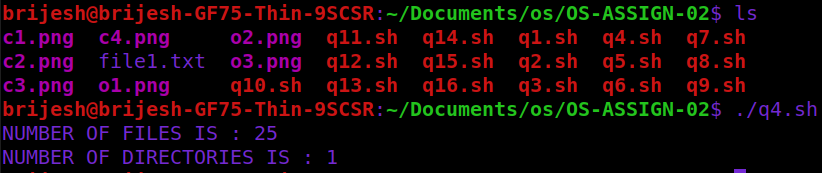 brijesh@brijesh-GF75-Thin-9SCSR:~/Documents/os/OS-ASSIGN-02$ ls
c1.png  c4.png    o2.png  q11.sh  q14.sh  q1.sh  q4.sh  q7.sh
c2.png  file1.txt  o3.png  q12.sh  q15.sh  q2.sh  q5.sh  q8.sh
c3.png  o1.png    q10.sh  q13.sh  q16.sh  q3.sh  q6.sh  q9.sh
brijesh@brijesh-GF75-Thin-9SCSR:~/Documents/os/OS-ASSIGN-02$ ./q4.sh
NUMBER OF FILES IS : 25
NUMBER OF DIRECTORIES IS : 1